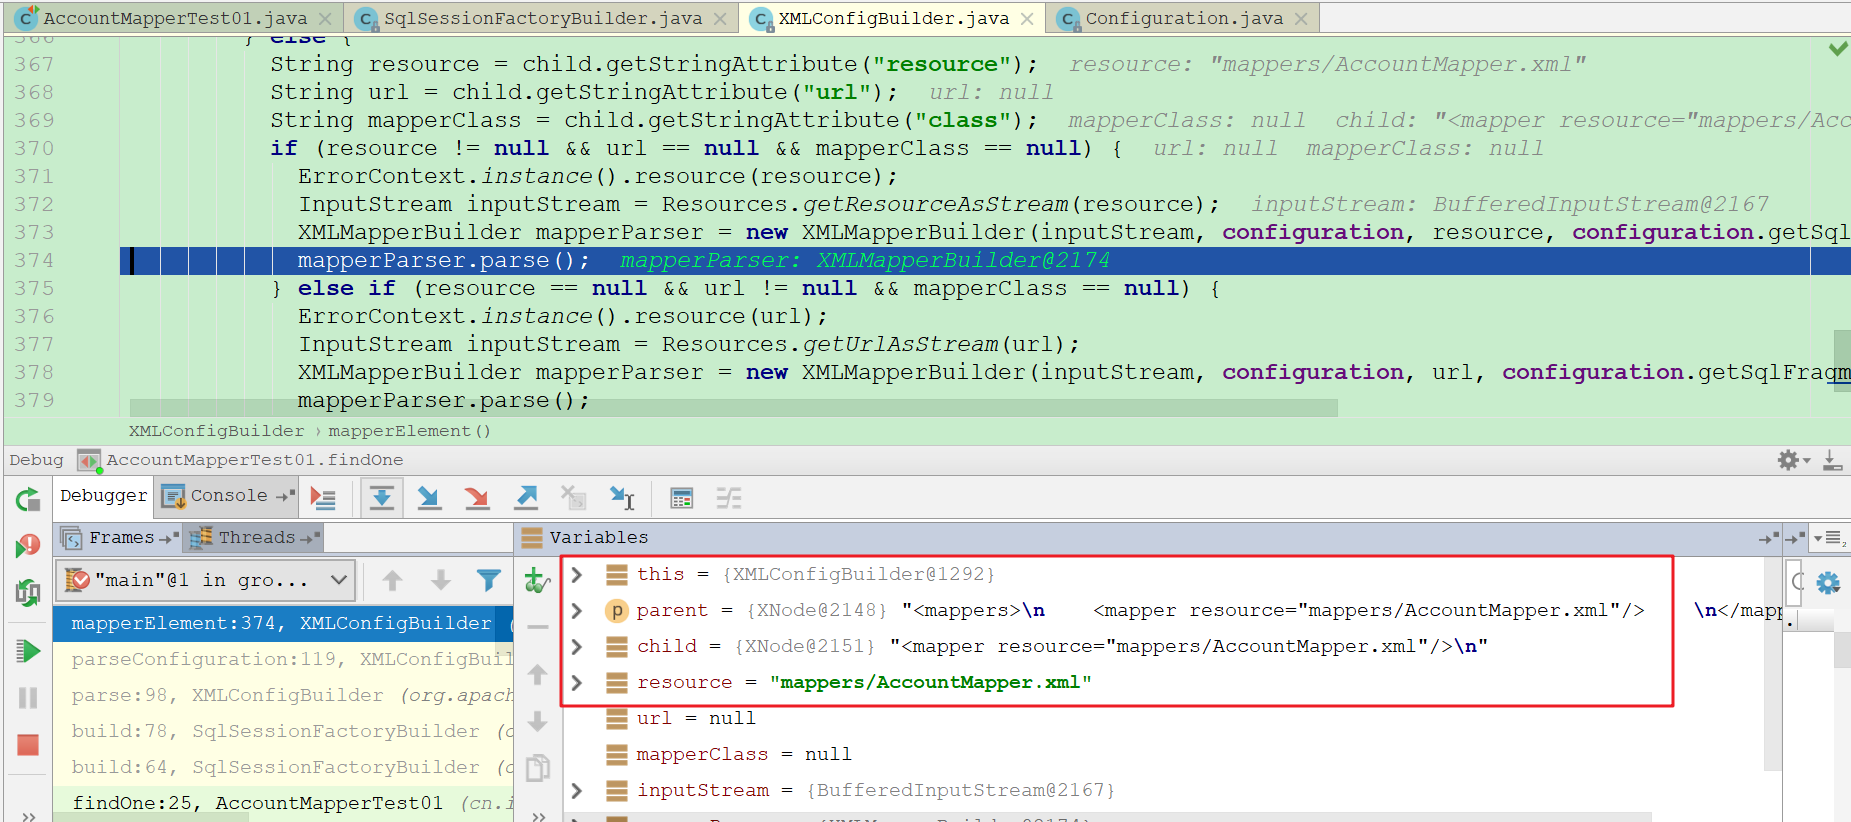 AccountMapperTest01.java SqlSessionFactoryBuilder.java XMLConfigBuilder.java Configuration.java
366 } else {
367 String resource = child.getStringAttribute("resource"); resource: "mappers/AccountMapper.xml"
368 String url = child.getStringAttribute("url"); url: null
369 String mapperClass = child.getStringAttribute("class"); mapperClass: null child: "<mapper resource="mappers/Acc
370 if (resource != null && url == null && mapperClass == null) { url: null mapperClass: null
371 ErrorContext.instance().resource(resource);
372 InputStream inputStream = Resources.getResourceAsStream(resource); inputStream: BufferedInputStream@2167
373 XMLMapperBuilder mapperParser = new XMLMapperBuilder(inputStream, configuration, resource, configuration.getSql
374 mapperParser.parse(); mapperParser: XMLMapperBuilder@2174
375 } else if (resource == null && url != null && mapperClass == null) {
376 ErrorContext.instance().resource(url);
377 InputStream inputStream = Resources.getUrlAsStream(url);
378 XMLMapperBuilder mapperParser = new XMLMapperBuilder(inputStream, configuration, url, configuration.getSqlFragm
379 mapperParser.parse();
XMLConfigBuilder › mapperElement()
Debug AccountMapperTest01.findOne
Debugger Console
Frames Threads Variables
"main"@1 in gro...
mapperElement:374, XMLConfigBuilder (
parseConfiguration:119, XMLConfigBuil
parse:98, XMLConfigBuilder (org.apach
build:78, SqlSessionFactoryBuilder (o
build:64, SqlSessionFactoryBuilder (o
findOne:25, AccountMapperTest01 (cn.i
this = {XMLConfigBuilder@1292}
parent = {XNode@2148} "<mappers>\n <mapper resource="mappers/AccountMapper.xml"/> \n</mapp
child = {XNode@2151} "<mapper resource="mappers/AccountMapper.xml"/>\n"
resource = "mappers/AccountMapper.xml"
url = null
mapperClass = null
inputStream = {BufferedInputStream@2167}